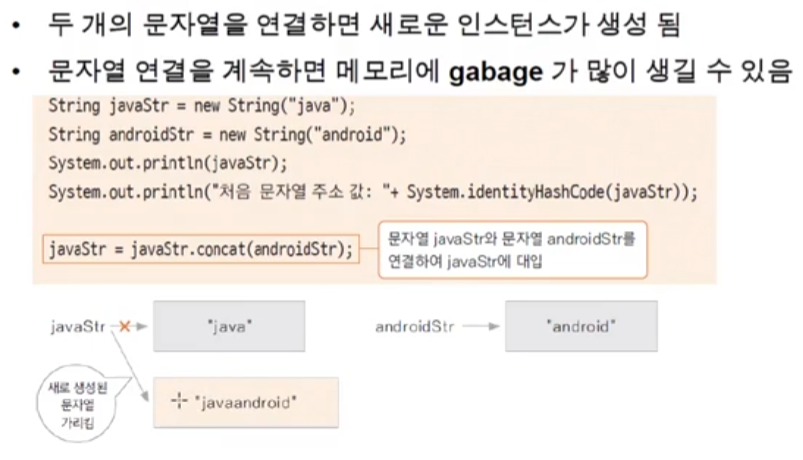 • 두 개의 문자열을 연결하면 새로운 인스턴스가 생성 됨
• 문자열 연결을 계속하면 메모리에 gabage 가 많이 생길 수 있음
String javaStr = new String("java");
String androidStr = new String("android");
System.out.println(javaStr);
System.out.println("처음 문자열 주소 값: "+ System.identityHashCode(javaStr));
javaStr = javaStr.concat(androidStr);
문자열 javaStr와 문자열 androidStr를
연결하여 javaStr에 대입
javaStr
"java"
androidStr
"android"
새로 생성된
문자열
가리킴
"javaandroid"